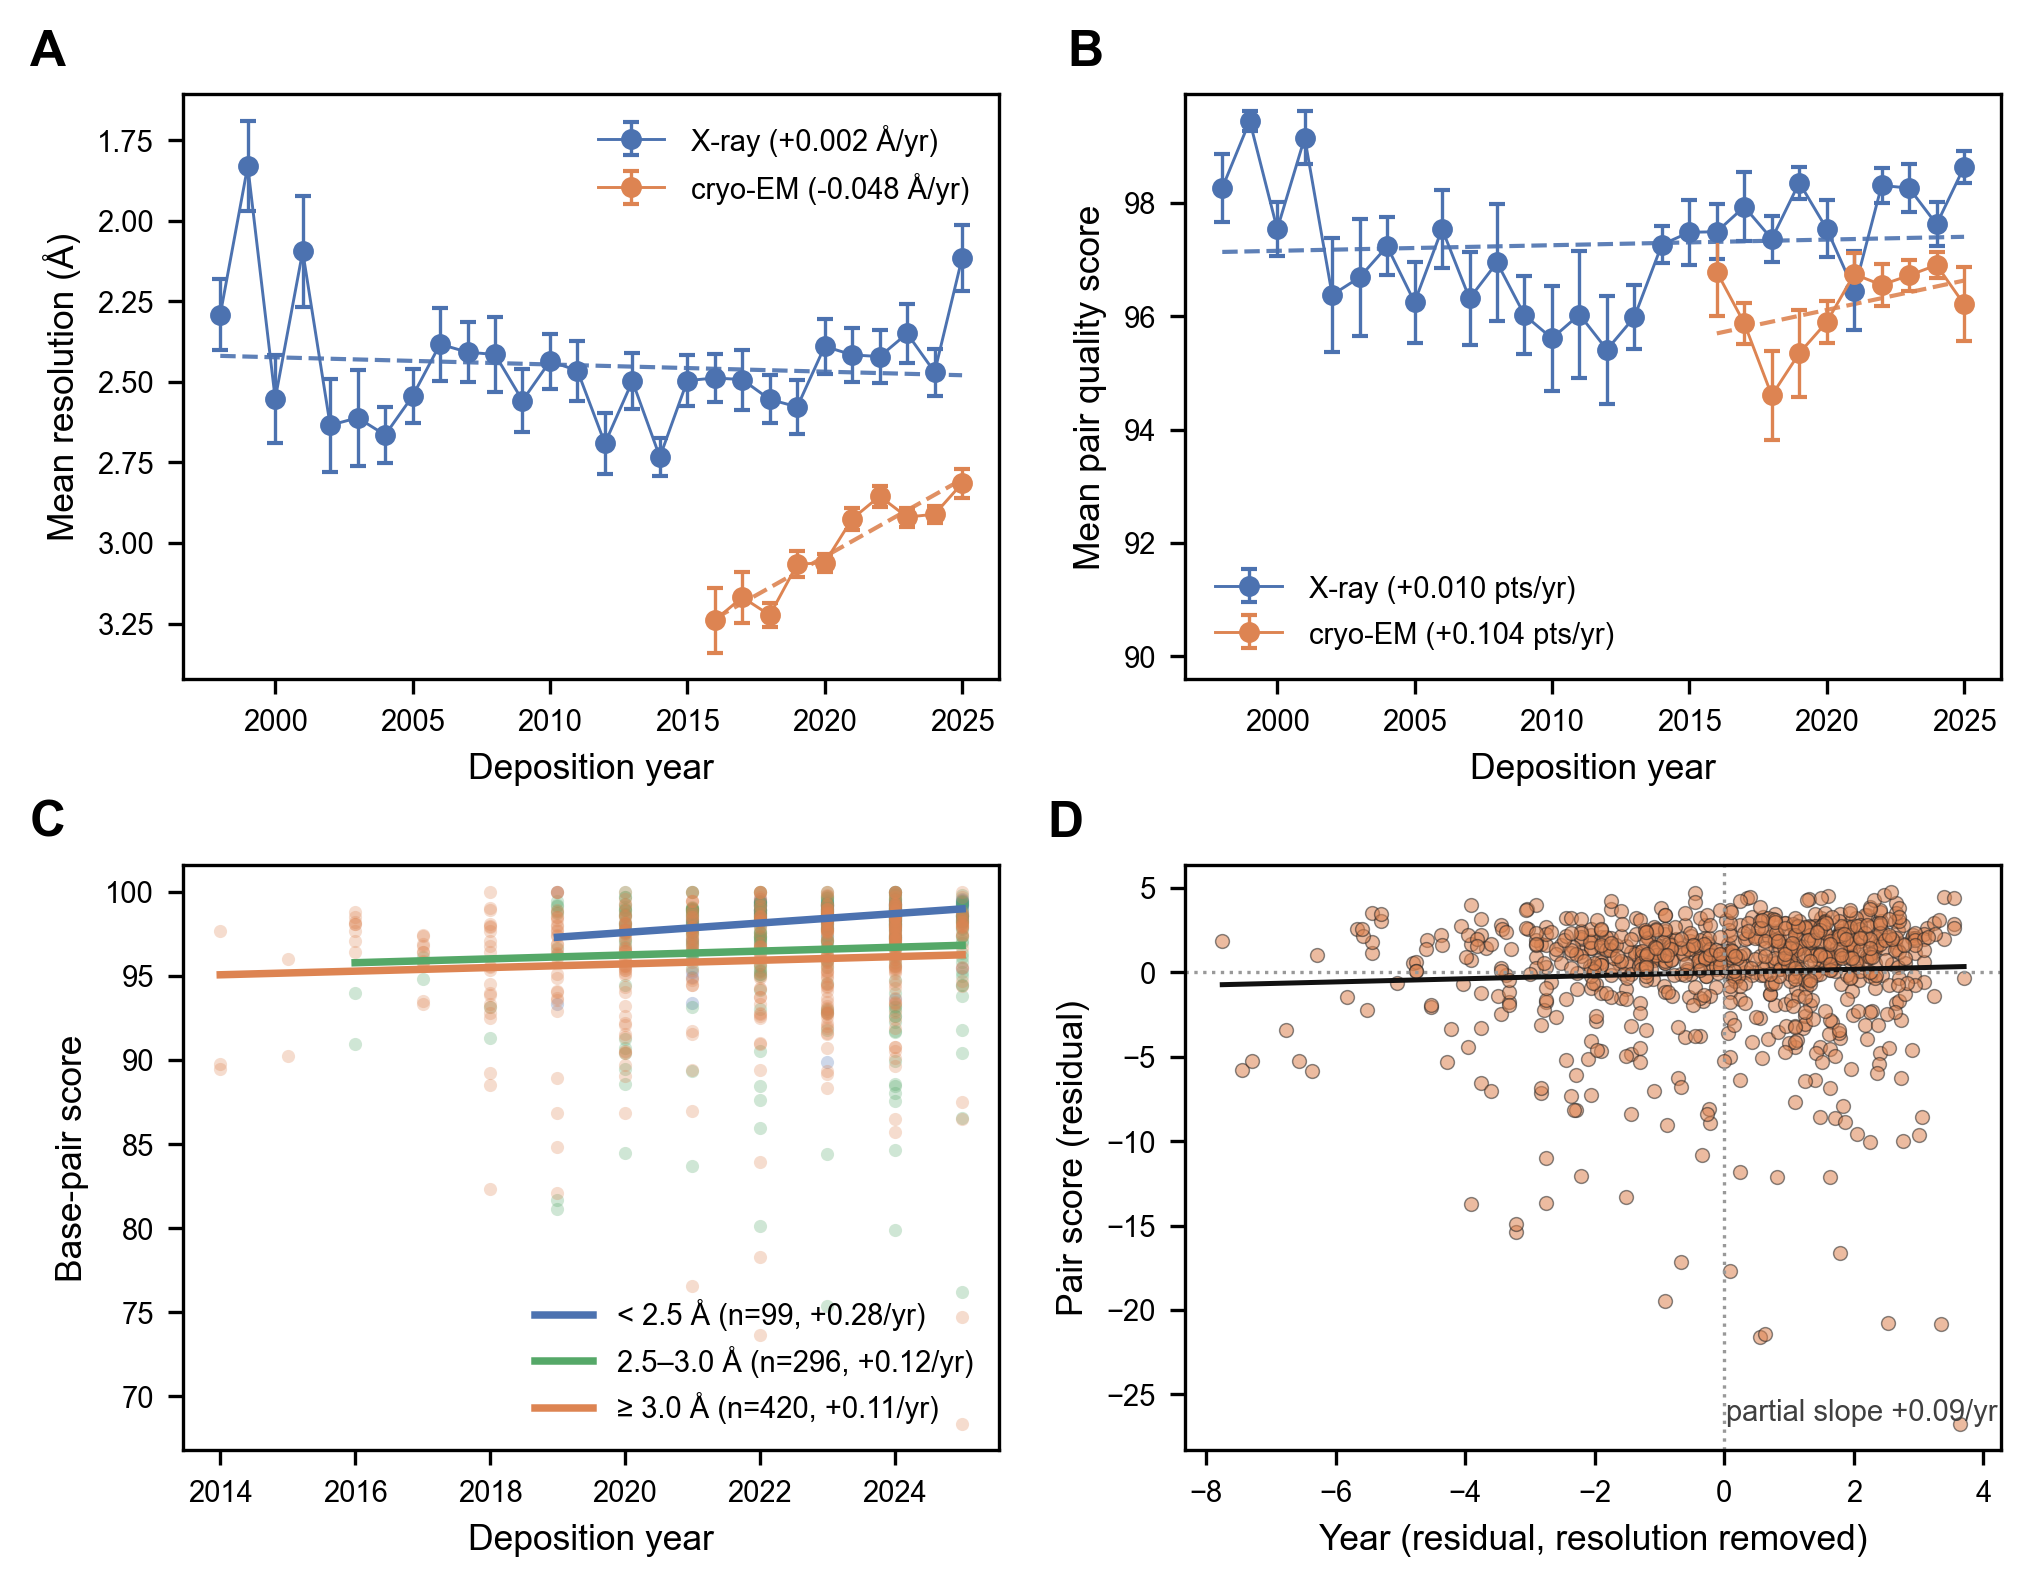 A
Mean resolution (Å)
1.75
2.00
2.25
2.50
2.75
3.00
3.25
X-ray (+0.002 Å/yr)
cryo-EM (-0.048 Å/yr)
2000
2005
2010
2015
2020
2025
Deposition year
B
Mean pair quality score
98
96
94
92
90
X-ray (+0.010 pts/yr)
cryo-EM (+0.104 pts/yr)
2000
2005
2010
2015
2020
2025
Deposition year
C
Base-pair score
100
95
90
85
80
75
70
< 2.5 Å (n=99, +0.28/yr)
2.5–3.0 Å (n=296, +0.12/yr)
≥ 3.0 Å (n=420, +0.11/yr)
2014
2016
2018
2020
2022
2024
Deposition year
D
Pair score (residual)
5
0
−5
−10
−15
−20
−25
partial slope +0.09/yr
−8
−6
−4
−2
0
2
4
Year (residual, resolution removed)